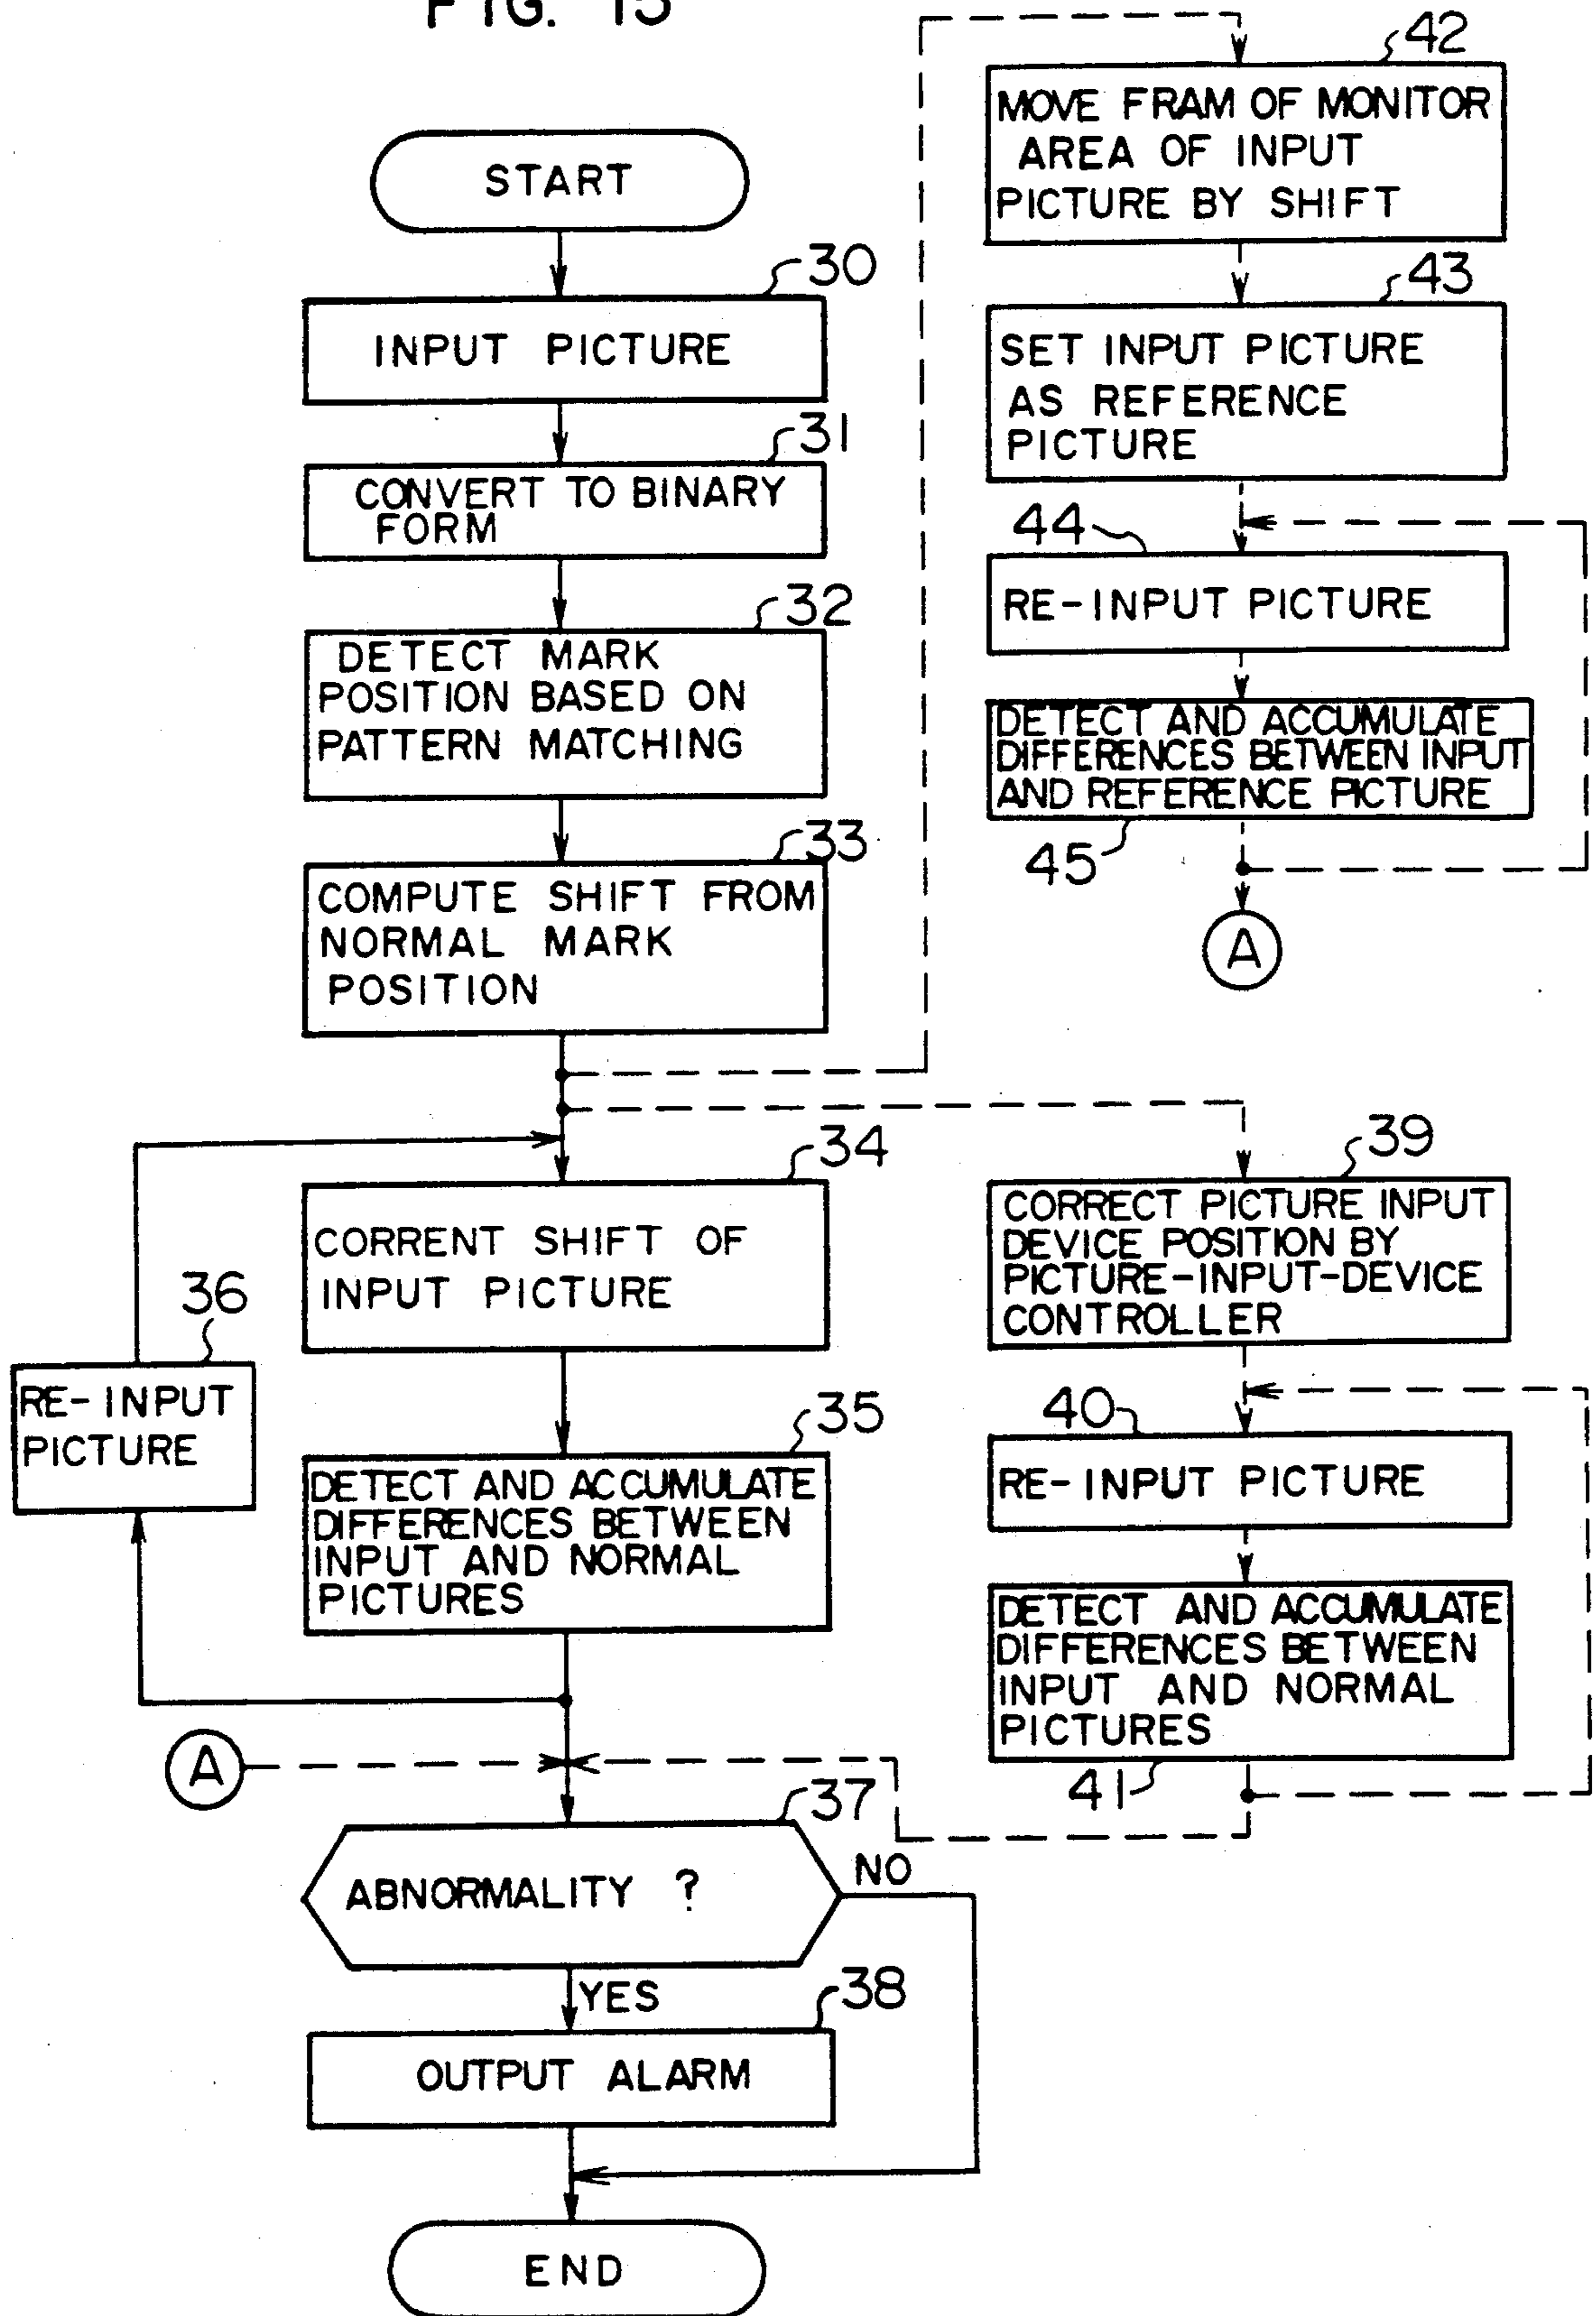 FIG. 15
START
30
INPUT PICTURE
31
CONVERT TO BINARY
FORM
32
DETECT MARK
POSITION BASED ON
PATTERN MATCHING
33
COMPUTE SHIFT FROM
NORMAL MARK
POSITION
34
CORRENT SHIFT OF
INPUT PICTURE
36
RE-INPUT
PICTURE
35
DETECT AND ACCUMULATE
DIFFERENCES BETWEEN
INPUT AND NORMAL
PICTURES
A
37
ABNORMALITY ?
NO
YES
38
OUTPUT ALARM
END
42
MOVE FRAM OF MONITOR
AREA OF INPUT
PICTURE BY SHIFT
43
SET INPUT PICTURE
AS REFERENCE
PICTURE
44
RE-INPUT PICTURE
DETECT AND ACCUMULATE
DIFFERENCES BETWEEN INPUT
AND REFERENCE PICTURE
45
A
39
CORRECT PICTURE INPUT
DEVICE POSITION BY
PICTURE-INPUT-DEVICE
CONTROLLER
40
RE-INPUT PICTURE
DETECT AND ACCUMULATE
DIFFERENCES BETWEEN
INPUT AND NORMAL
PICTURES
41